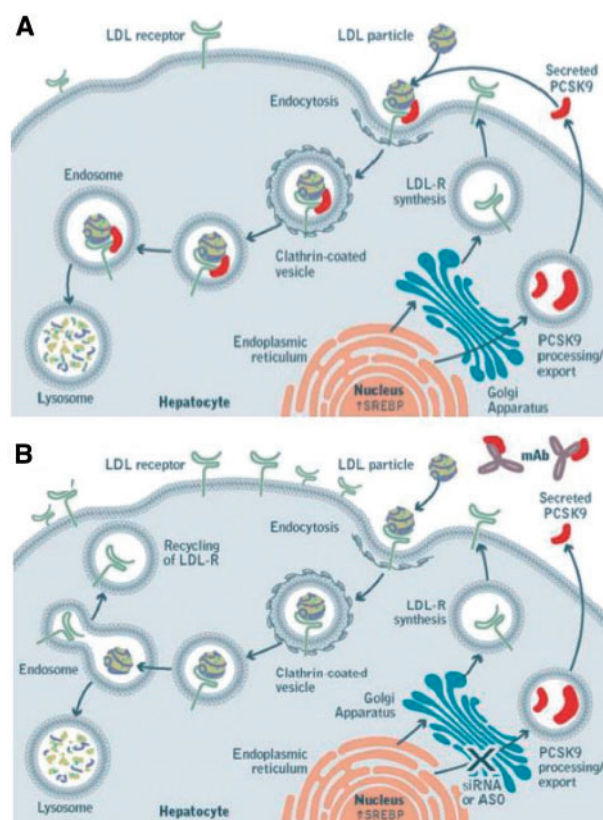 A
LDL receptor
LDL particle
Secreted
PCSK9
Endocytosis
Endosome
LDL-R
synthesis
Clathrin-coated
vesicle
Endoplasmic
reticulum
PCSK9
processing/
export
Lysosome
Hepatocyte
Nucleus
↑SREBP
Golgi
Apparatus
B
LDL receptor
LDL particle
mAb
Secreted
PCSK9
Endocytosis
Recycling
of LDL-R
LDL-R
synthesis
Endosome
Clathrin-coated
vesicle
Golgi
Apparatus
Endoplasmic
reticulum
PCSK9
processing/
export
siRNA
or ASO
Lysosome
Hepatocyte
Nucleus
↑SREBP